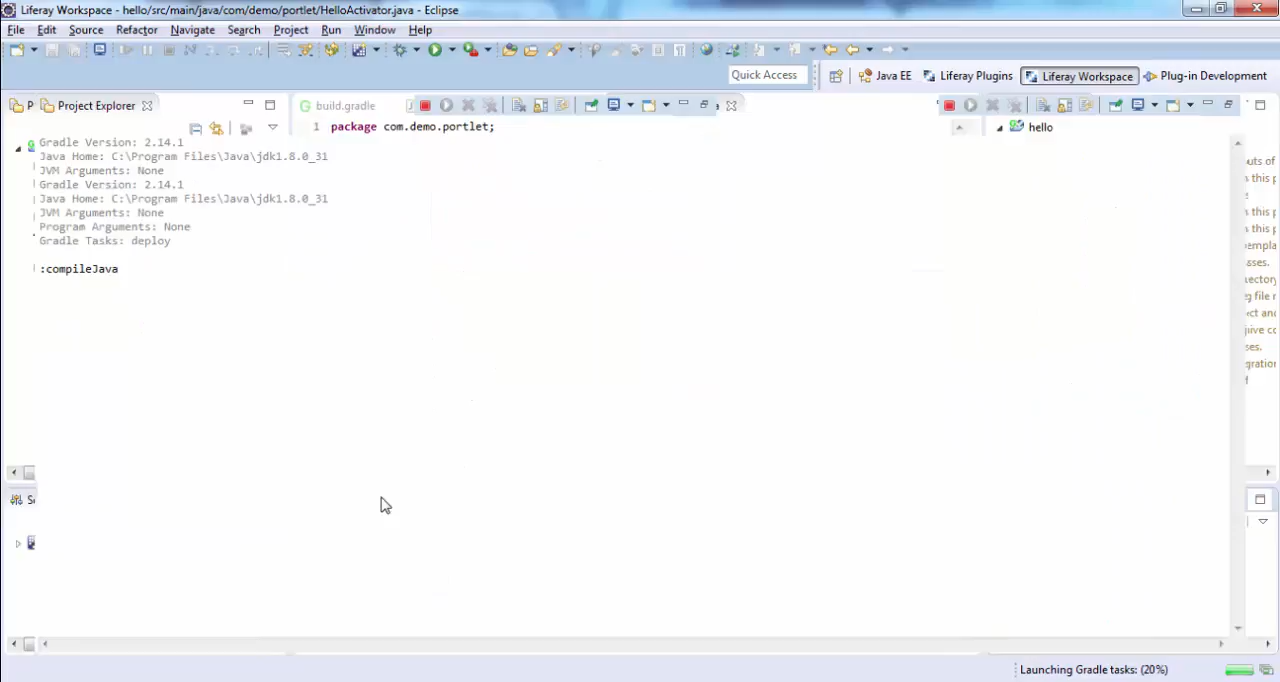 Liferay Workspace - hello/src/main/java/com/demo/portlet/HelloActivator.java - Eclipse
File Edit Source Refactor Navigate Search Project Run Window Help
Quick Access
Java EE Liferay Plugins Liferay Workspace Plug-in Development
P Project Explorer
build.gradle
1 package com.demo.portlet;
hello
Gradle Version: 2.14.1
Java Home: C:\Program Files\Java\jdk1.8.0_31
JVM Arguments: None
Gradle Version: 2.14.1
Java Home: C:\Program Files\Java\jdk1.8.0_31
JVM Arguments: None
Program Arguments: None
Gradle Tasks: deploy
:compileJava
Launching Gradle tasks: (20%)